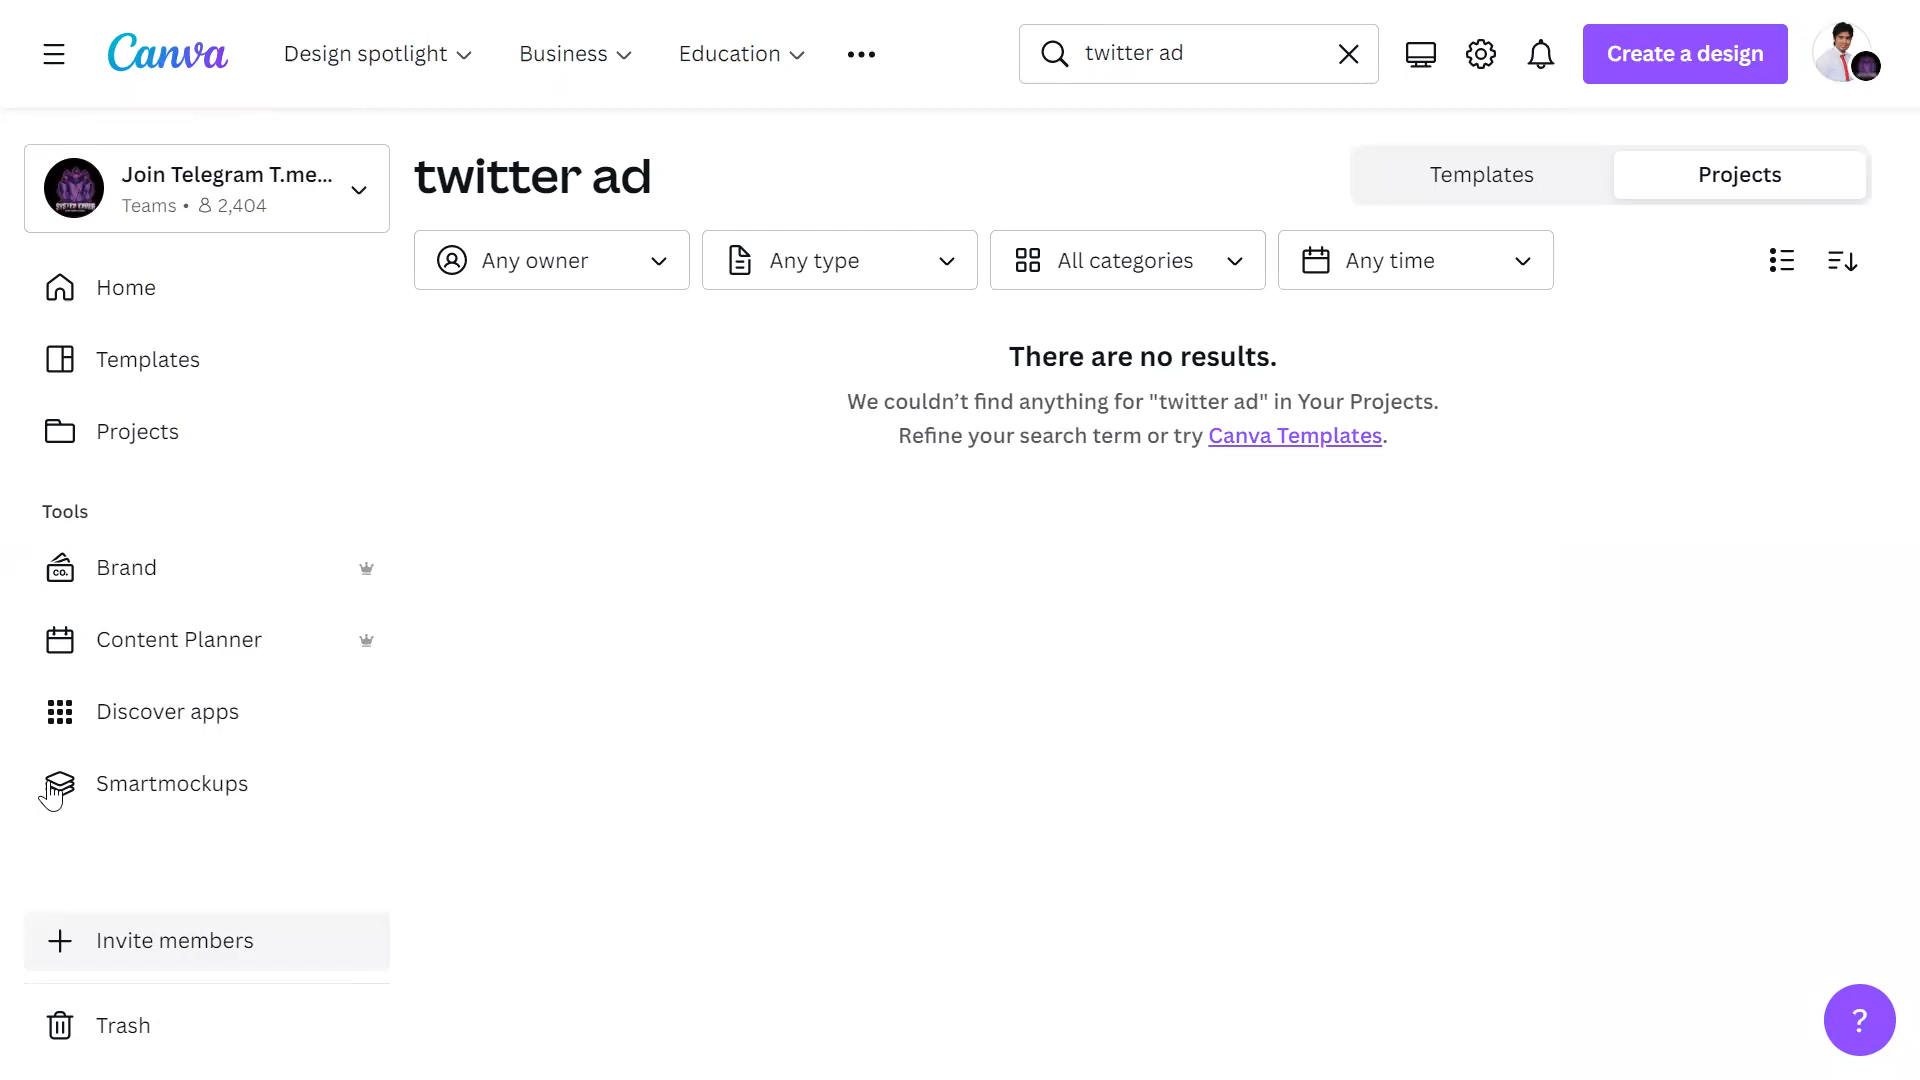 Canva
Design spotlight
Business
Education
twitter ad
Create a design
Join Telegram T.me...
Teams • 2,404
twitter ad
Templates
Projects
Any owner
Any type
All categories
Any time
Home
Templates
Projects
There are no results.
We couldn’t find anything for "twitter ad" in Your Projects.
Refine your search term or try Canva Templates.
Tools
CO.
Brand
Content Planner
Discover apps
Smartmockups
Invite members
Trash
?